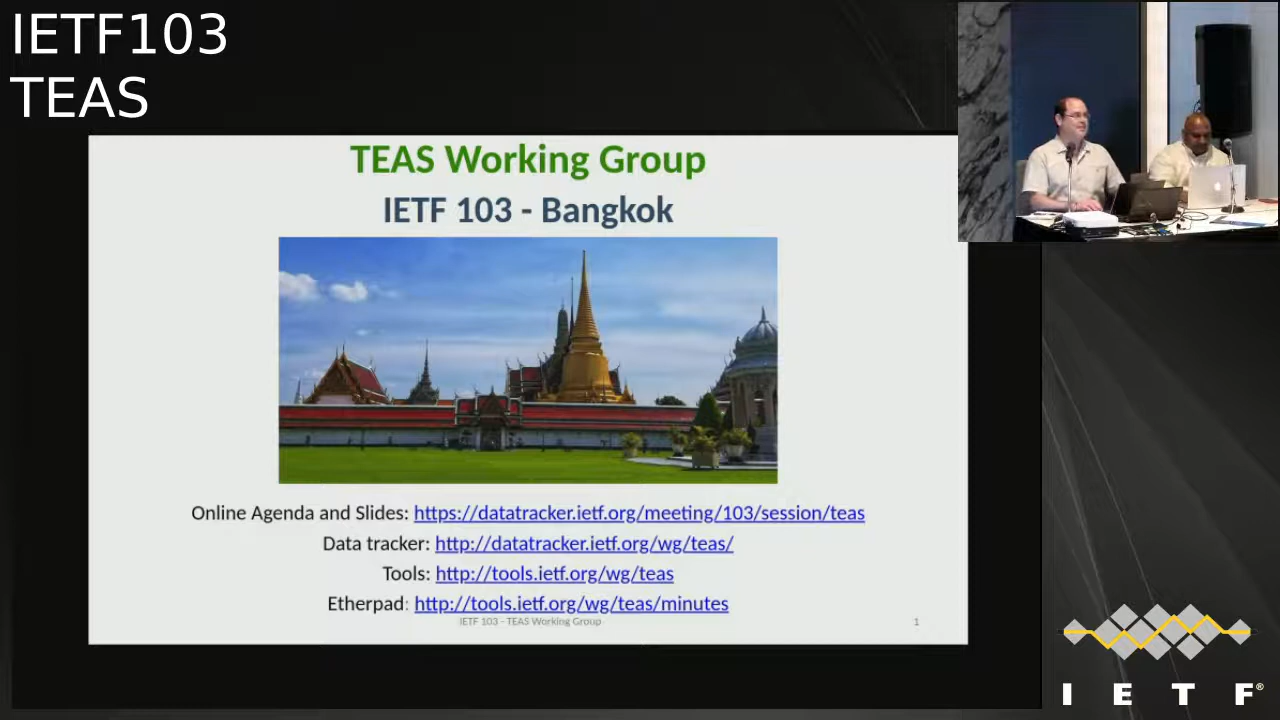 IETF103
TEAS
TEAS Working Group
IETF 103 - Bangkok
Online Agenda and Slides: https://datatracker.ietf.org/meeting/103/session/teas
Data tracker: http://datatracker.ietf.org/wg/teas/
Tools: http://tools.ietf.org/wg/teas
Etherpad: http://tools.ietf.org/wg/teas/minutes
IETF 103 - TEAS Working Group
1
I E T F®